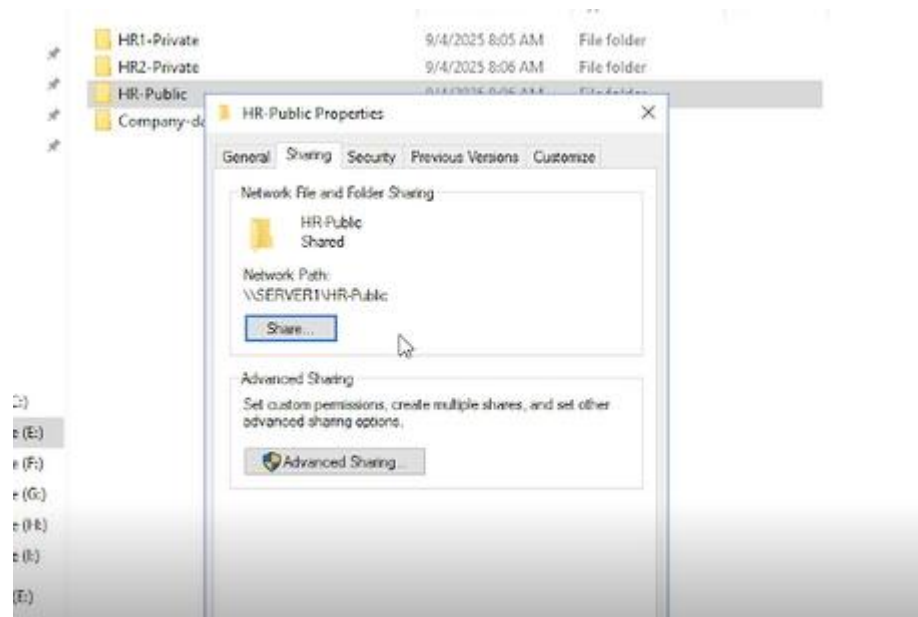 HR1-Private 9/4/2025 8:05 AM File folder
HR2-Private 9/4/2025 8:06 AM File folder
HR-Public
Company-da
HR-Public Properties
General Sharing Security Previous Versions Customize
Network File and Folder Sharing
HR-Public
Shared
Network Path:
\\SERVER1\HR-Public
Share...
Advanced Sharing
Set custom permissions, create multiple shares, and set other
advanced sharing options.
Advanced Sharing...
C:)
e (E:)
e (F:)
e (G:)
e (H:)
e (I:)
(E:)